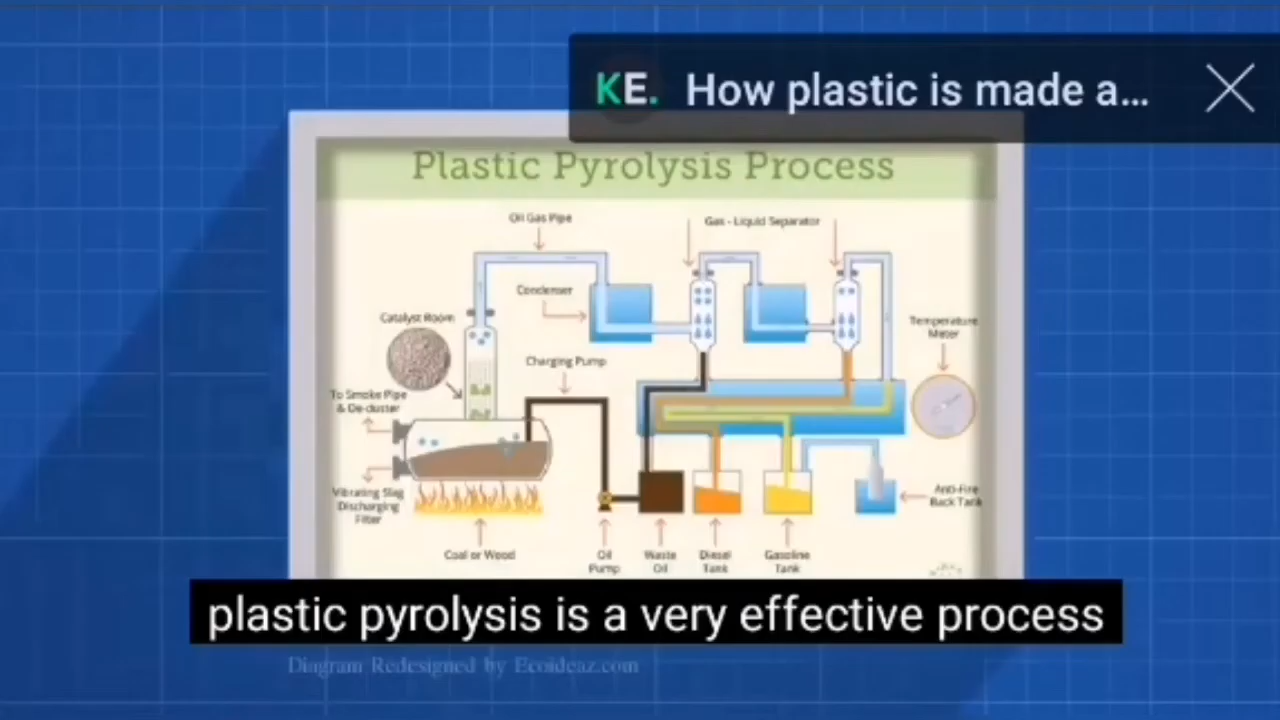 KE. How plastic is made a...
Plastic Pyrolysis Process
Oil Gas Pipe
Gas - Liquid Separator
Condenser
Catalyst Room
Temperature
Meter
Charging Pump
To Smoke Pipe
& De-duster
Vibrating Slag
Discharging
Filter
Anti-Fire
Back Tank
Coal or Wood
Oil
Pump
Waste
Oil
Diesel
Tank
Gasoline
Tank
plastic pyrolysis is a very effective process
Diagram Redesigned by Ecoideaz.com